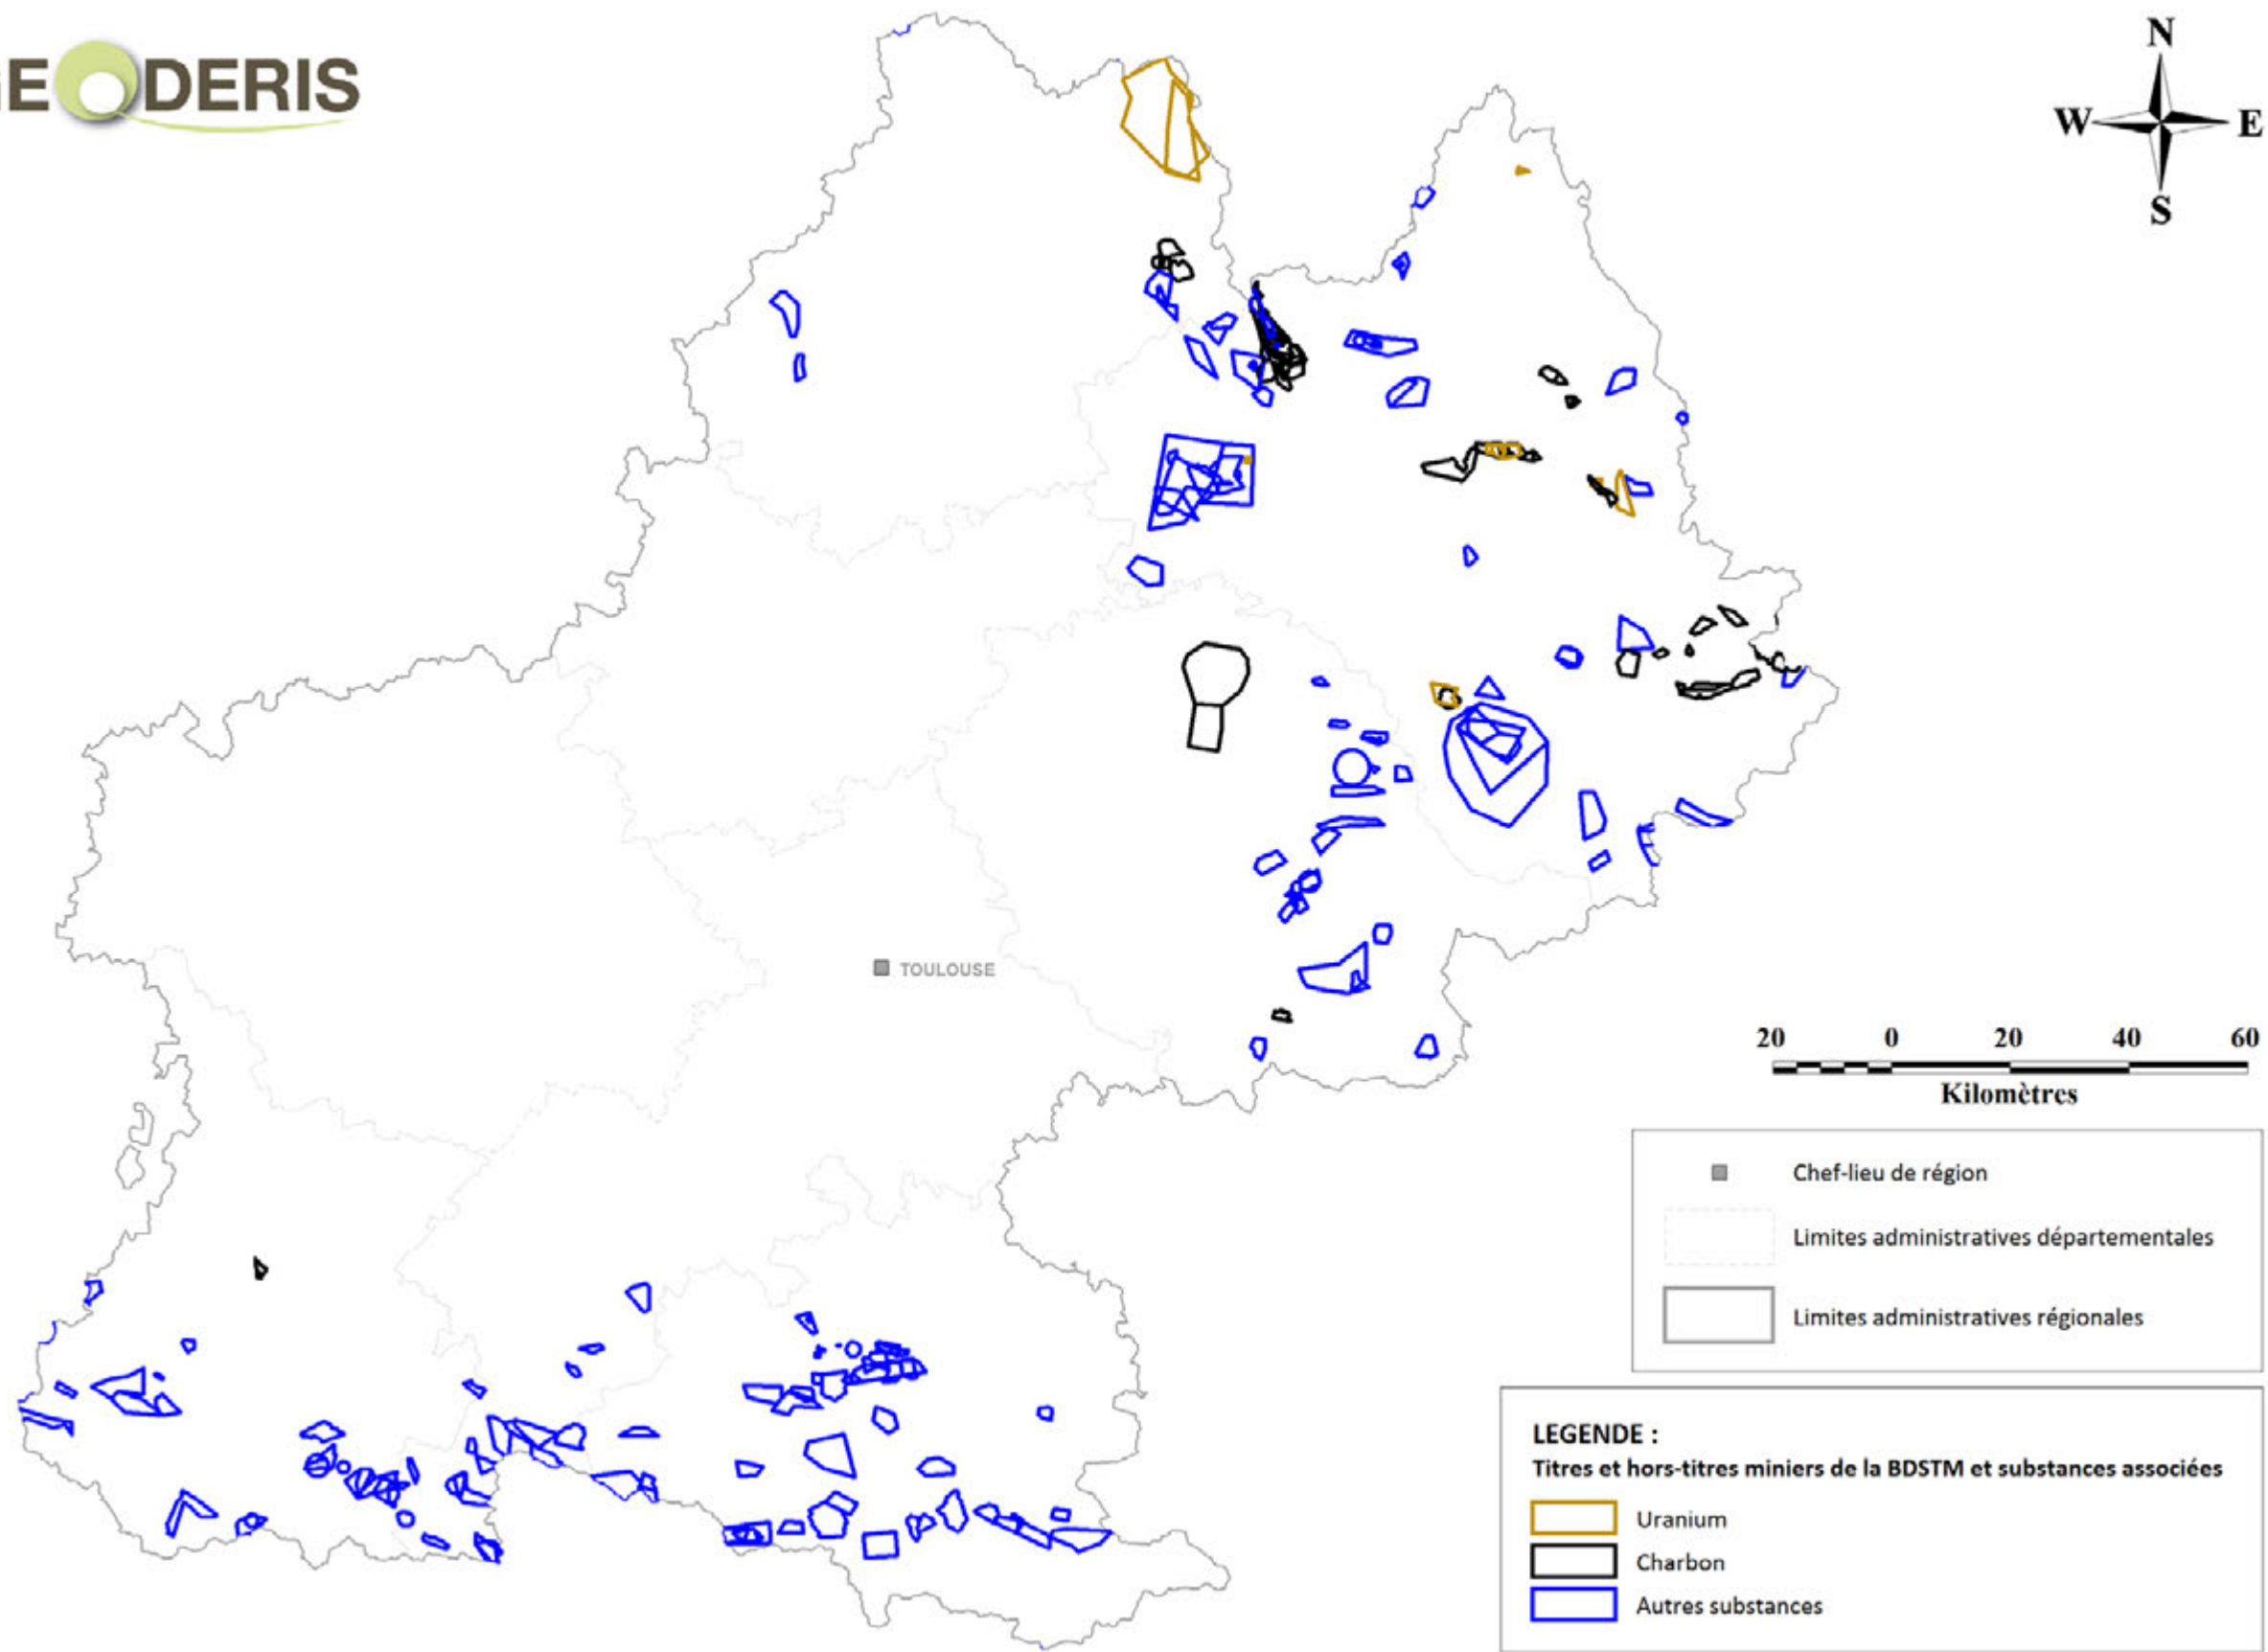 GEODERIS
N
W E
S
TOULOUSE
20 0 20 40 60
Kilomètres
Chef-lieu de région
Limites administratives départementales
Limites administratives régionales
LEGENDE :
Titres et hors-titres miniers de la BDSTM et substances associées
Uranium
Charbon
Autres substances